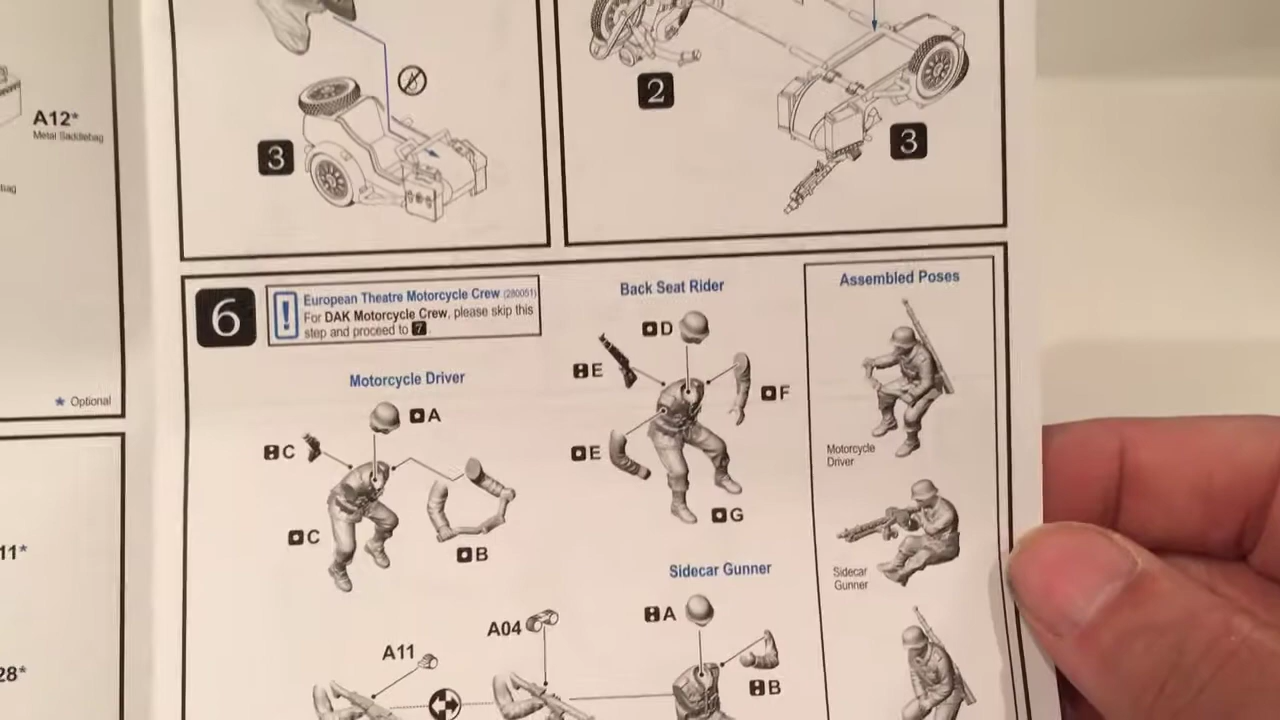 A12*
Metal Saddlebag
bag
* Optional
11*
28*
3
2
3
6
! European Theatre Motorcycle Crew (280051)
For DAK Motorcycle Crew, please skip this
step and proceed to 7.
Motorcycle Driver
A
C
C
B
Back Seat Rider
D
E
F
E
G
Sidecar Gunner
A
A04
A11
B
Assembled Poses
Motorcycle
Driver
Sidecar
Gunner